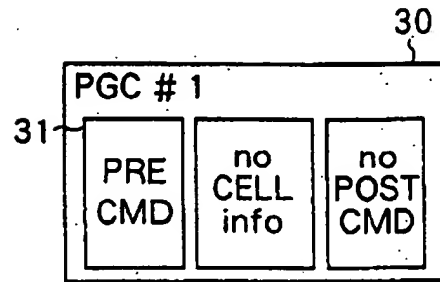 30
PGC # 1
31
PRE
CMD
no
CELL
info
no
POST
CMD